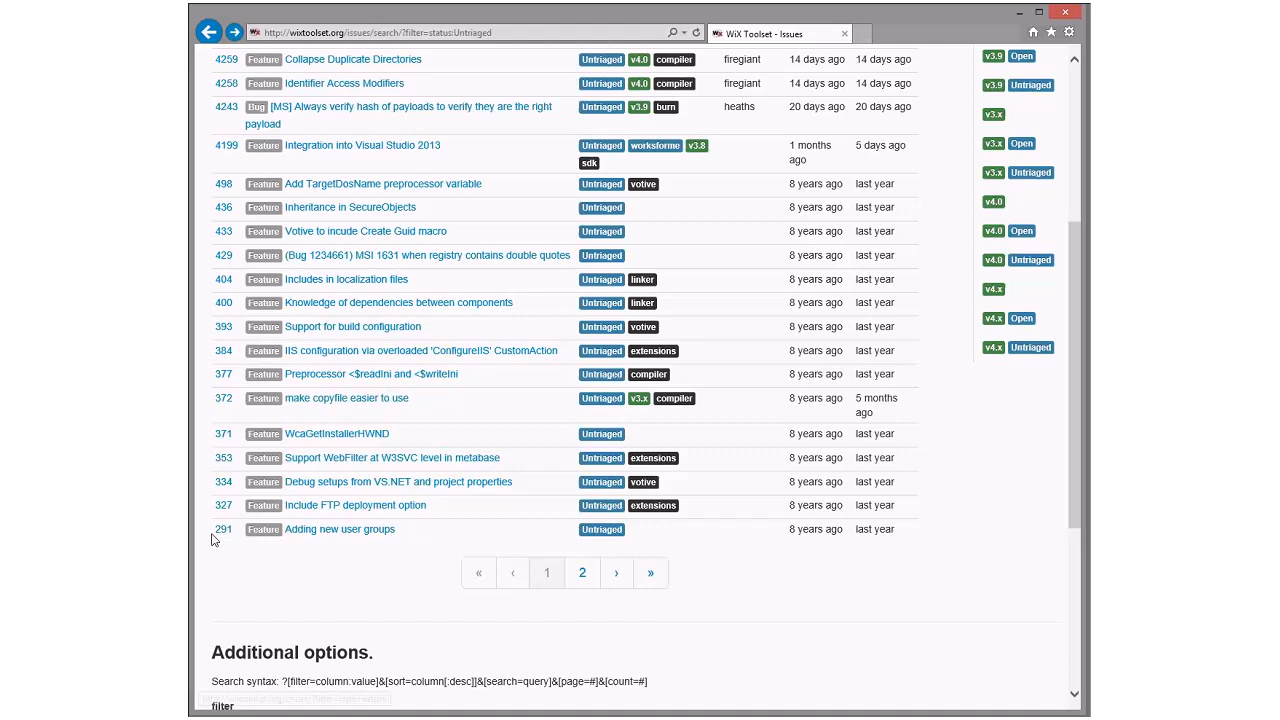 http://wixtoolset.org/issues/search/?filter=status:Untriaged
WiX Toolset - Issues
4259 Feature Collapse Duplicate Directories Untriaged v4.0 compiler firegiant 14 days ago 14 days ago
4258 Feature Identifier Access Modifiers Untriaged v4.0 compiler firegiant 14 days ago 14 days ago
4243 Bug [MS] Always verify hash of payloads to verify they are the right Untriaged v3.9 burn heaths 20 days ago 20 days ago
payload
4199 Feature Integration into Visual Studio 2013 Untriaged worksforme v3.8 1 months 5 days ago
sdk ago
498 Feature Add TargetDosName preprocessor variable Untriaged votive 8 years ago last year
436 Feature Inheritance in SecureObjects Untriaged 8 years ago last year
433 Feature Votive to incude Create Guid macro Untriaged 8 years ago last year
429 Feature (Bug 1234661) MSI 1631 when registry contains double quotes Untriaged 8 years ago last year
404 Feature Includes in localization files Untriaged linker 8 years ago last year
400 Feature Knowledge of dependencies between components Untriaged linker 8 years ago last year
393 Feature Support for build configuration Untriaged votive 8 years ago last year
384 Feature IIS configuration via overloaded 'ConfigureIIS' CustomAction Untriaged extensions 8 years ago last year
377 Feature Preprocessor <$readIni and <$writeIni Untriaged compiler 8 years ago last year
372 Feature make copyfile easier to use Untriaged v3.x compiler 8 years ago 5 months
ago
371 Feature WcaGetInstallerHWND Untriaged 8 years ago last year
353 Feature Support WebFilter at W3SVC level in metabase Untriaged extensions 8 years ago last year
334 Feature Debug setups from VS.NET and project properties Untriaged votive 8 years ago last year
327 Feature Include FTP deployment option Untriaged extensions 8 years ago last year
291 Feature Adding new user groups Untriaged 8 years ago last year
« ‹ 1 2 › »
v3.9 Open
v3.9 Untriaged
v3.x
v3.x Open
v3.x Untriaged
v4.0
v4.0 Open
v4.0 Untriaged
v4.x
v4.x Open
v4.x Untriaged
Additional options.
Search syntax: ?[filter=column:value]&[sort=column[:desc]]&[search=query]&[page=#]&[count=#]
filter